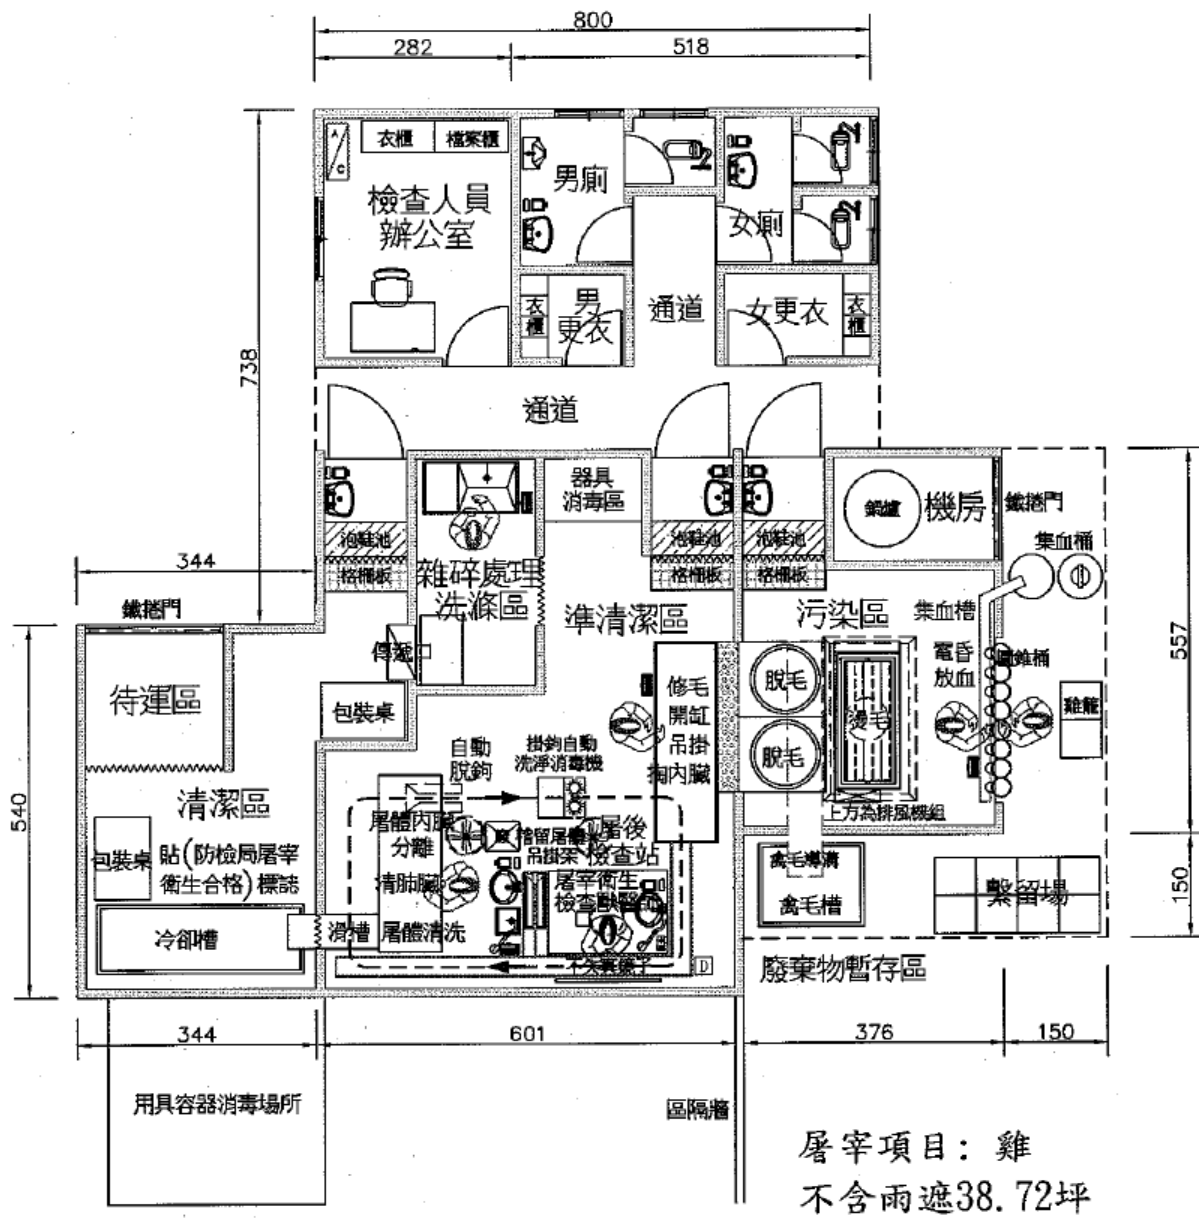 800
282
518
衣櫃
檔案櫃
A
C
男廁
檢查人員
辦公室
女廁
738
衣櫃
男
更衣
通道
女更衣
衣櫃
通道
器具
消毒區
鍋爐
機房
鐵捲門
泡鞋池
泡鞋池
泡鞋池
集血桶
344
格柵板
雜碎處理
洗滌區
格柵板
格柵板
鐵捲門
準清潔區
污染區
集血槽
557
傳遞口
電昏
放血
圓錐桶
待運區
包裝桌
修毛
開缸
吊掛
掏內臟
脫毛
燙毛
雞籠
自動
脫鉤
掛鉤自動
洗淨消毒機
脫毛
540
清潔區
上方為排風機組
屠體內臟
分離
屠後
檢查站
包裝桌
貼(防檢局屠宰
衛生合格)標誌
清肺臟
屠宰衛生
檢查獸醫師
禽毛導溝
禽毛槽
繫留場
150
冷卻槽
滑槽
屠體清洗
D
廢棄物暫存區
344
601
376
150
用具容器消毒場所
區隔牆
屠宰項目: 雞
不含雨遮38.72坪